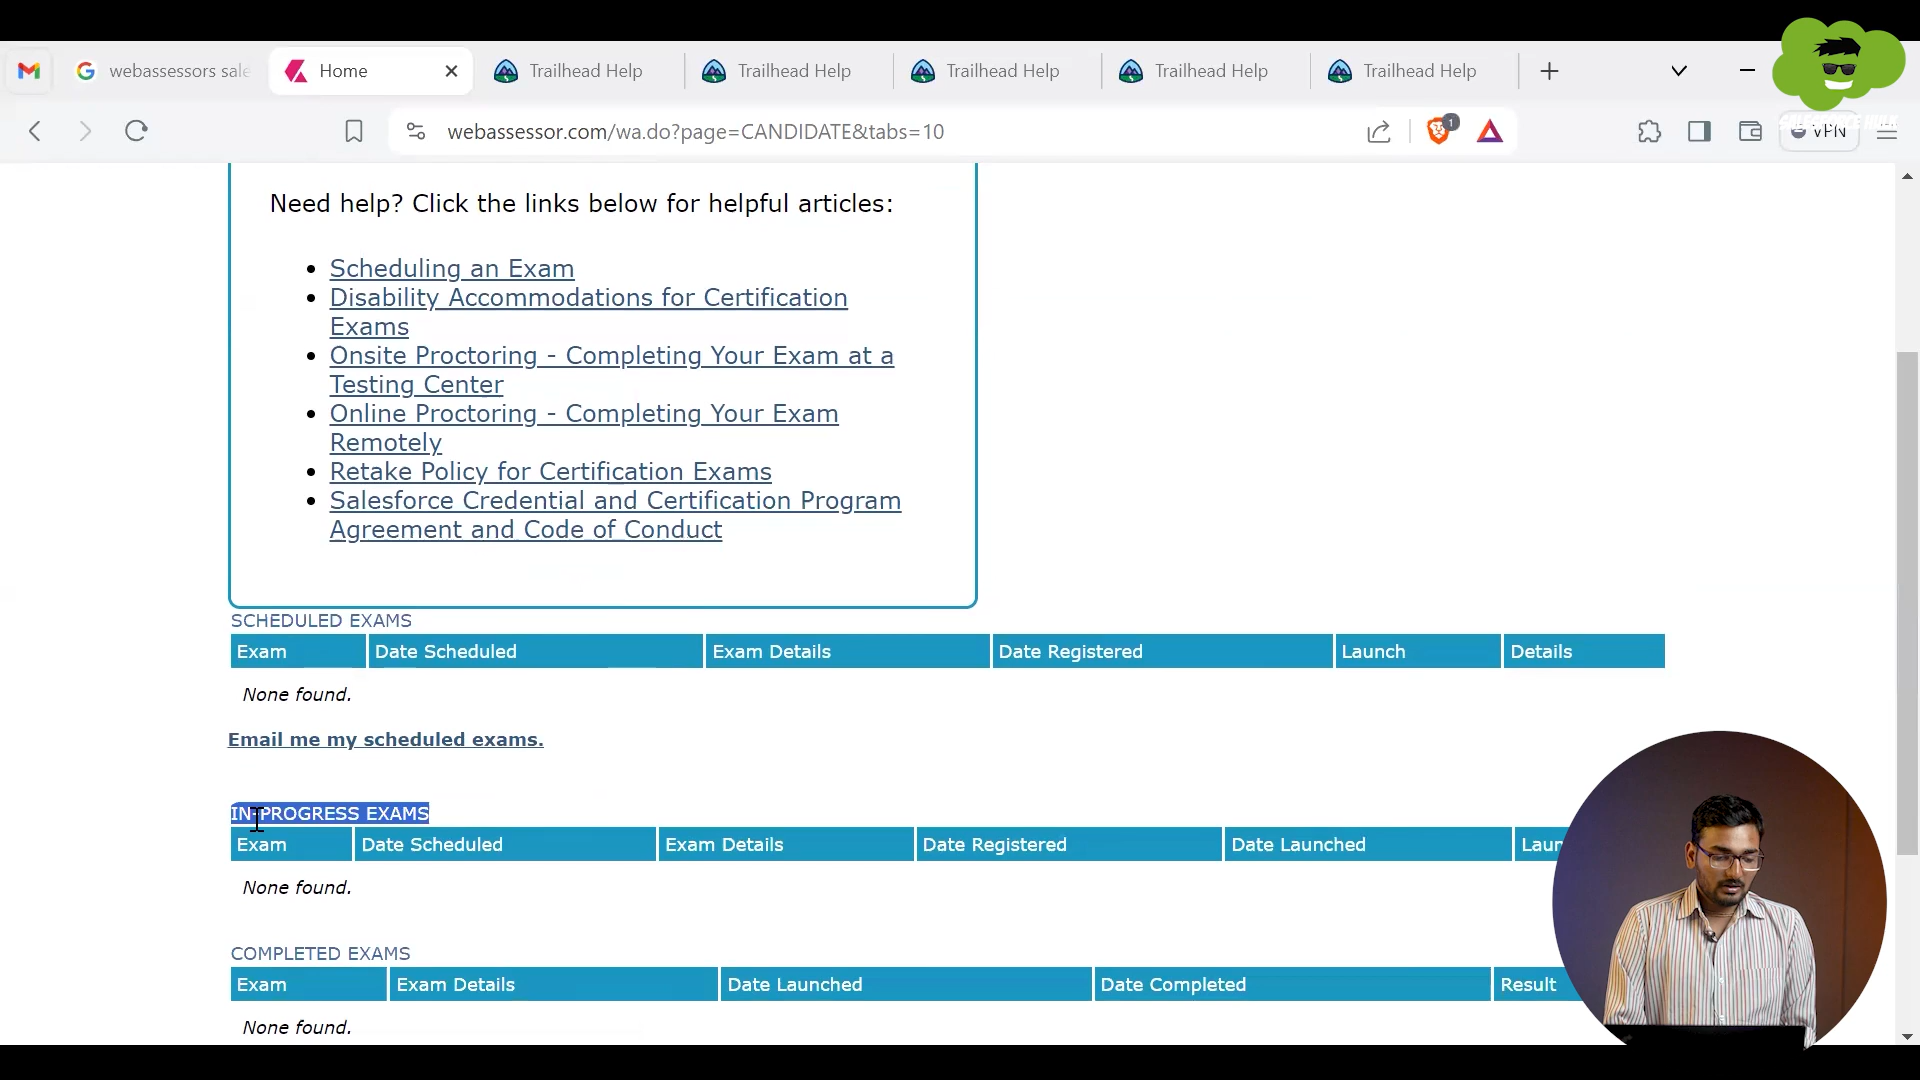 webassessors sale
Home
Trailhead Help
Trailhead Help
Trailhead Help
Trailhead Help
Trailhead Help
webassessor.com/wa.do?page=CANDIDATE&tabs=10
1
VPN
SALESFORCE HULK
Need help? Click the links below for helpful articles:
• Scheduling an Exam
• Disability Accommodations for Certification
Exams
• Onsite Proctoring - Completing Your Exam at a
Testing Center
• Online Proctoring - Completing Your Exam
Remotely
• Retake Policy for Certification Exams
• Salesforce Credential and Certification Program
Agreement and Code of Conduct
SCHEDULED EXAMS
Exam Date Scheduled Exam Details Date Registered Launch Details
None found.
Email me my scheduled exams.
IN-PROGRESS EXAMS
Exam Date Scheduled Exam Details Date Registered Date Launched Laun
None found.
COMPLETED EXAMS
Exam Exam Details Date Launched Date Completed Result
None found.